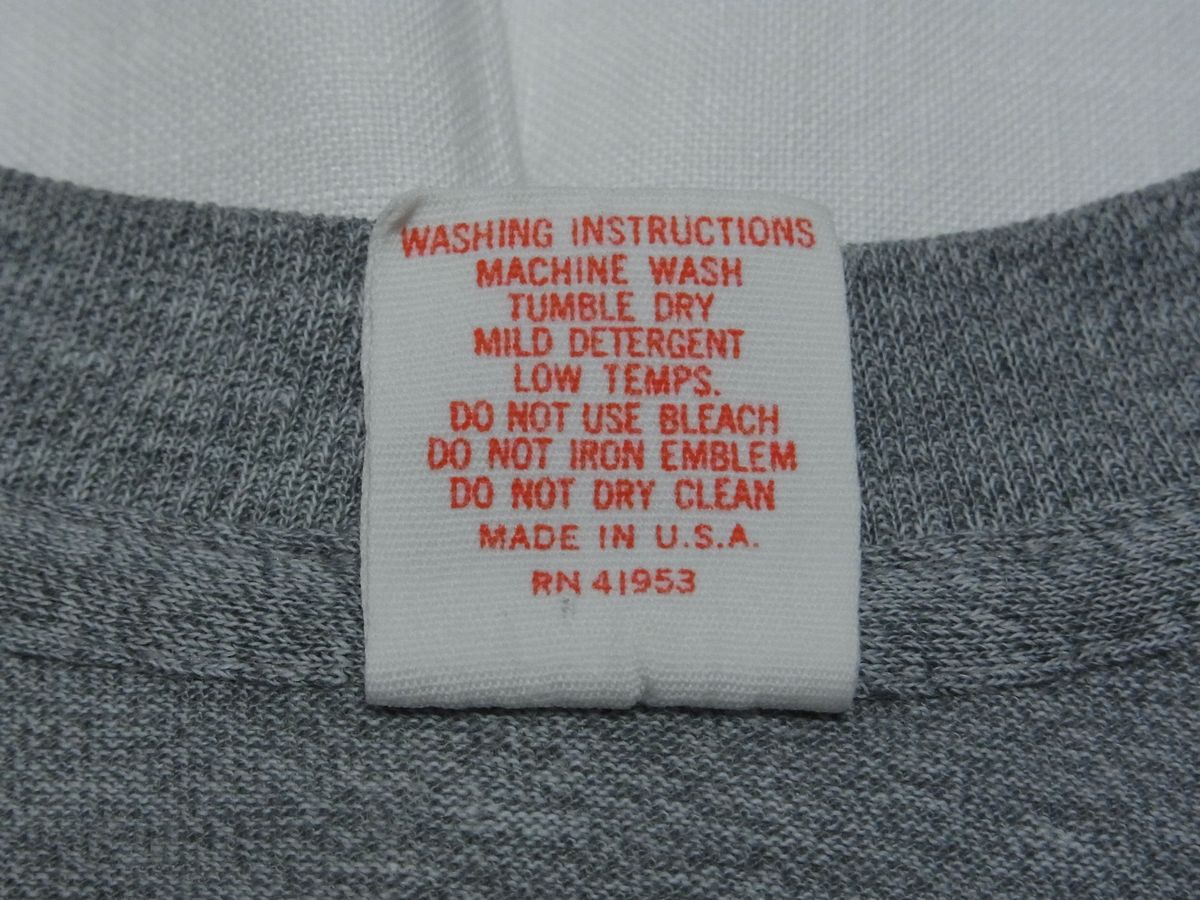 WASHING INSTRUCTIONS
MACHINE WASH
TUMBLE DRY
MILD DETERGENT
LOW TEMPS.
DO NOT USE BLEACH
DO NOT IRON EMBLEM
DO NOT DRY CLEAN
MADE IN U.S.A.
RN 41953